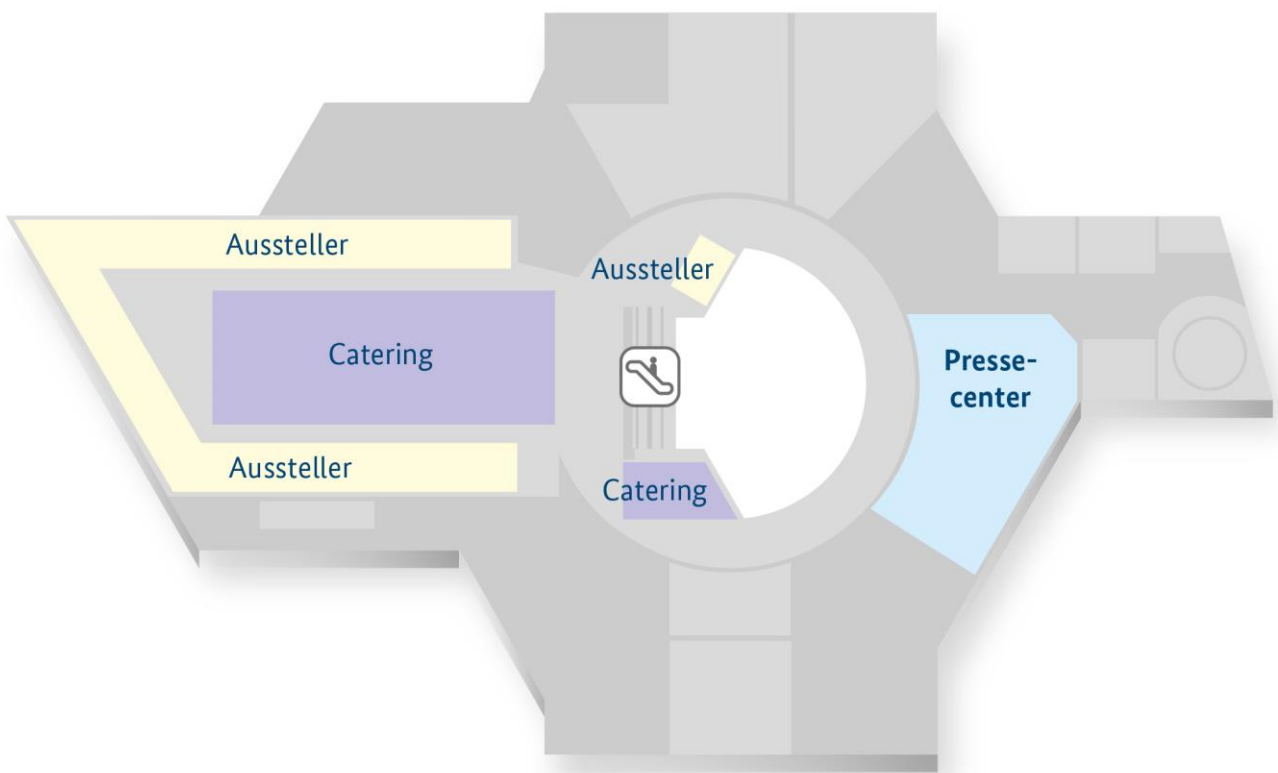 Aussteller
Aussteller
Catering
Presse-
center
Aussteller
Catering